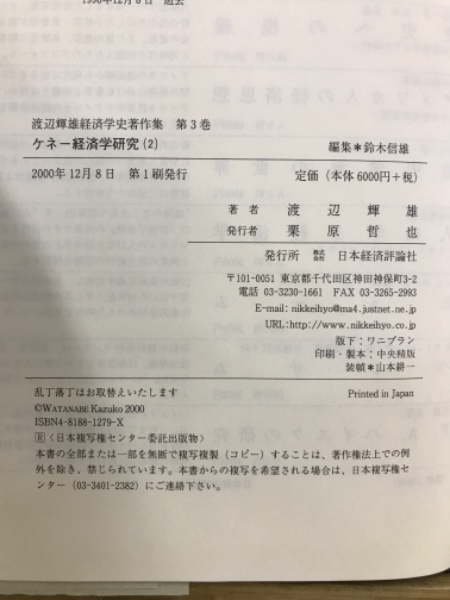 1996年12月8日　逝去
渡辺輝雄経済学史著作集　第3巻
ケネー経済学研究(2)
編集＊鈴木信雄
2000年12月8日　第1刷発行
定価（本体6000円+税）
著者　渡辺輝雄
発行者　栗原哲也
発行所　株式会社　日本経済評論社
〒101-0051 東京都千代田区神田神保町3-2
電話 03-3230-1661　FAX 03-3265-2993
E-mail: nikkeihyo@ma4.justnet.ne.jp
URL:http://www.nikkeihyo.co.jp
版下：ワニプラン
印刷・製本：中央精版
装幀＊山本耕一
乱丁落丁はお取替えいたします
Printed in Japan
©WATANABE Kazuko 2000
ISBN4-8188-1279-X
Ⓡ〈日本複写権センター委託出版物〉
本書の全部または一部を無断で複写複製（コピー）することは、著作権法上での例
外を除き、禁じられています。本書からの複写を希望される場合は、日本複写権セ
ンター（03-3401-2382）にご連絡下さい。